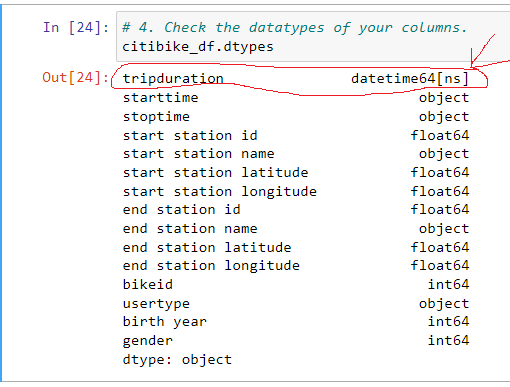 In [24]: # 4. Check the datatypes of your columns.
citibike_df.dtypes
Out[24]: tripduration datetime64[ns]
starttime object
stoptime object
start station id float64
start station name object
start station latitude float64
start station longitude float64
end station id float64
end station name object
end station latitude float64
end station longitude float64
bikeid int64
usertype object
birth year int64
gender int64
dtype: object